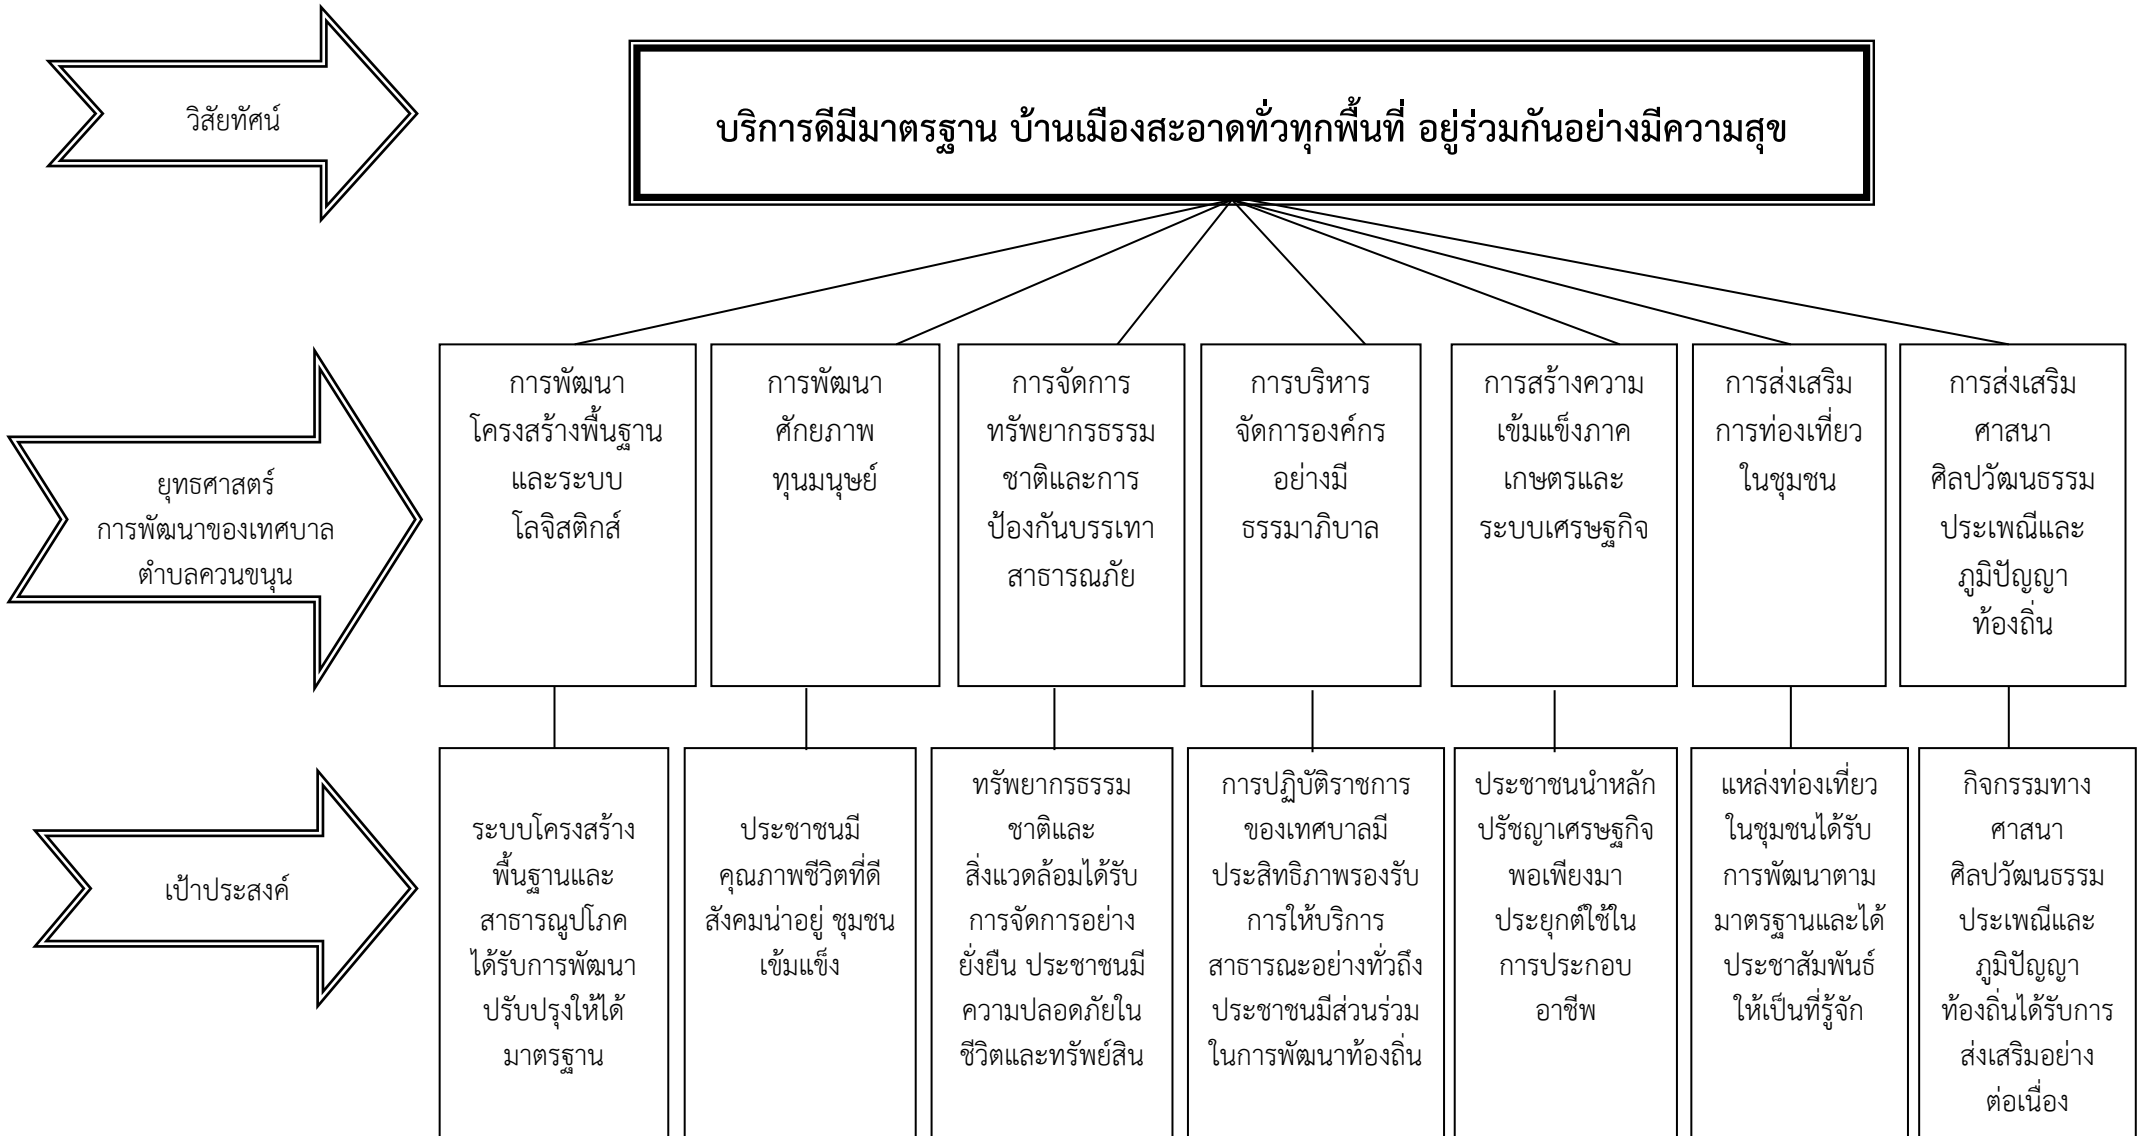 วิสัยทัศน์
บริการดีมีมาตรฐาน บ้านเมืองสะอาดทั่วทุกพื้นที่ อยู่ร่วมกันอย่างมีความสุข
ยุทธศาสตร์
การพัฒนาของเทศบาล
ตำบลควนขนุน
การพัฒนา
โครงสร้างพื้นฐาน
และระบบ
โลจิสติกส์
การพัฒนา
ศักยภาพ
ทุนมนุษย์
การจัดการ
ทรัพยากรธรรม
ชาติและการ
ป้องกันบรรเทา
สาธารณภัย
การบริหาร
จัดการองค์กร
อย่างมี
ธรรมาภิบาล
การสร้างความ
เข้มแข็งภาค
เกษตรและ
ระบบเศรษฐกิจ
การส่งเสริม
การท่องเที่ยว
ในชุมชน
การส่งเสริม
ศาสนา
ศิลปวัฒนธรรม
ประเพณีและ
ภูมิปัญญา
ท้องถิ่น
เป้าประสงค์
ระบบโครงสร้าง
พื้นฐานและ
สาธารณูปโภค
ได้รับการพัฒนา
ปรับปรุงให้ได้
มาตรฐาน
ประชาชนมี
คุณภาพชีวิตที่ดี
สังคมน่าอยู่ ชุมชน
เข้มแข็ง
ทรัพยากรธรรม
ชาติและ
สิ่งแวดล้อมได้รับ
การจัดการอย่าง
ยั่งยืน ประชาชนมี
ความปลอดภัยใน
ชีวิตและทรัพย์สิน
การปฏิบัติราชการ
ของเทศบาลมี
ประสิทธิภาพรองรับ
การให้บริการ
สาธารณะอย่างทั่วถึง
ประชาชนมีส่วนร่วม
ในการพัฒนาท้องถิ่น
ประชาชนนำหลัก
ปรัชญาเศรษฐกิจ
พอเพียงมา
ประยุกต์ใช้ใน
การประกอบ
อาชีพ
แหล่งท่องเที่ยว
ในชุมชนได้รับ
การพัฒนาตาม
มาตรฐานและได้
ประชาสัมพันธ์
ให้เป็นที่รู้จัก
กิจกรรมทาง
ศาสนา
ศิลปวัฒนธรรม
ประเพณีและ
ภูมิปัญญา
ท้องถิ่นได้รับการ
ส่งเสริมอย่าง
ต่อเนื่อง